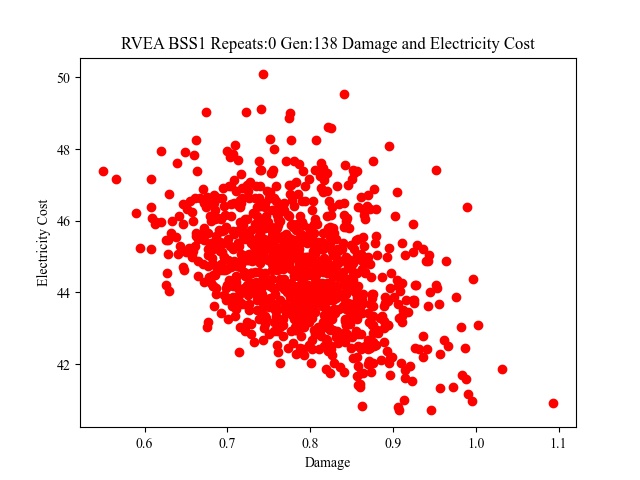 RVEA BSS1 Repeats:0 Gen:138 Damage and Electricity Cost
50
48
46
44
42
Electricity Cost
0.6 0.7 0.8 0.9 1.0 1.1
Damage